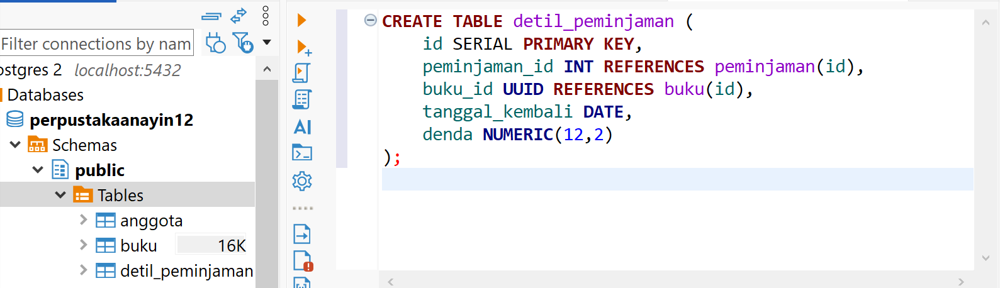 Filter connections by nam
ostgres 2 localhost:5432
Databases
perpustakaanayin12
Schemas
public
Tables
anggota
buku 16K
detil_peminjaman
AI
CREATE TABLE detil_peminjaman (
id SERIAL PRIMARY KEY,
peminjaman_id INT REFERENCES peminjaman(id),
buku_id UUID REFERENCES buku(id),
tanggal_kembali DATE,
denda NUMERIC(12,2)
);